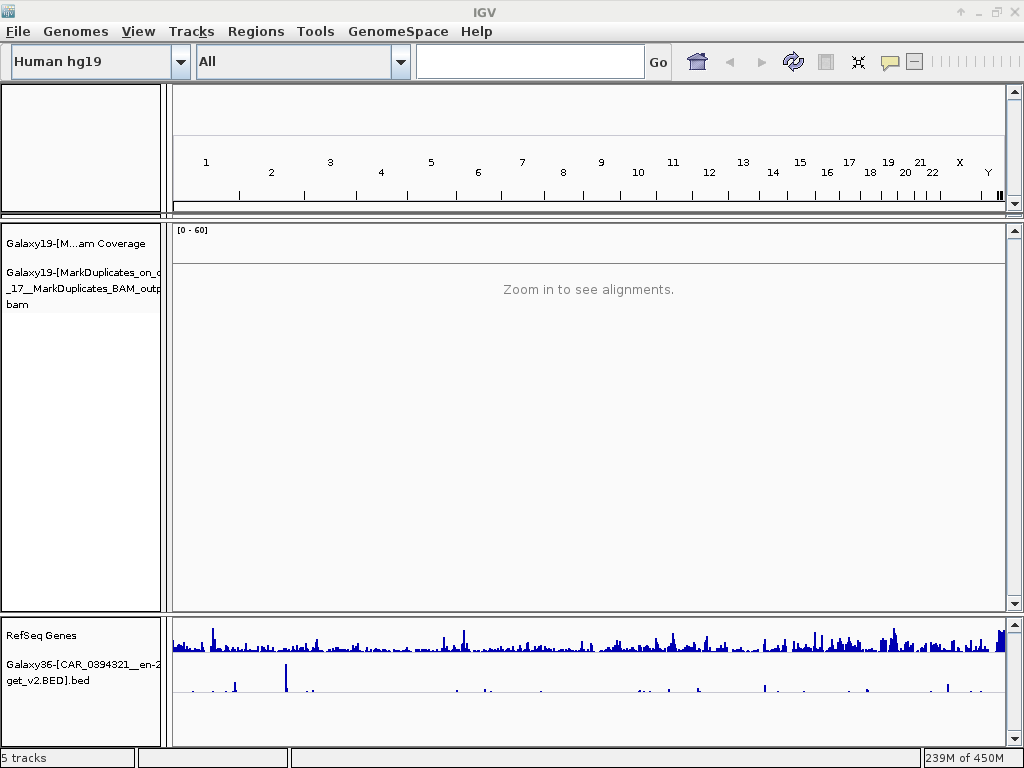 IGV
File Genomes View Tracks Regions Tools GenomeSpace Help
Human hg19 All Go
1 3 5 7 9 11 13 15 17 19 21 X
2 4 6 8 10 12 14 16 18 20 22 Y
Galaxy19-[M...am Coverage
[0 - 60]
Galaxy19-[MarkDuplicates_on_d
_17__MarkDuplicates_BAM_outp
bam
Zoom in to see alignments.
RefSeq Genes
Galaxy36-[CAR_0394321__en-2
get_v2.BED].bed
5 tracks
239M of 450M